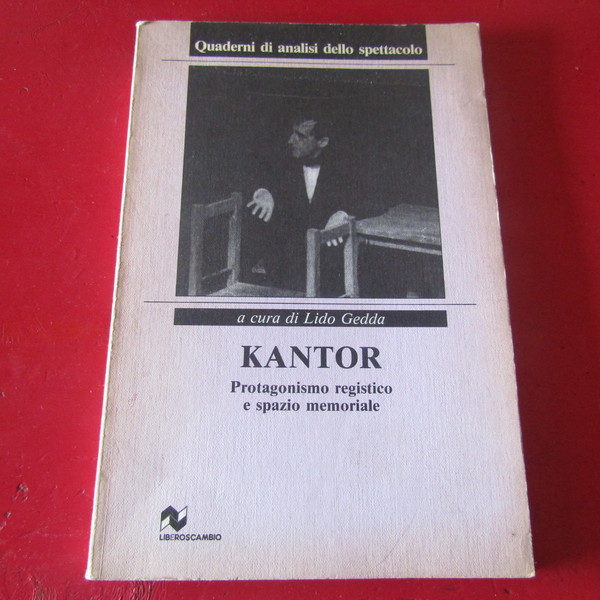 Quaderni di analisi dello spettacolo
a cura di Lido Gedda
KANTOR
Protagonismo registico
e spazio memoriale
LIBEROSCAMBIO